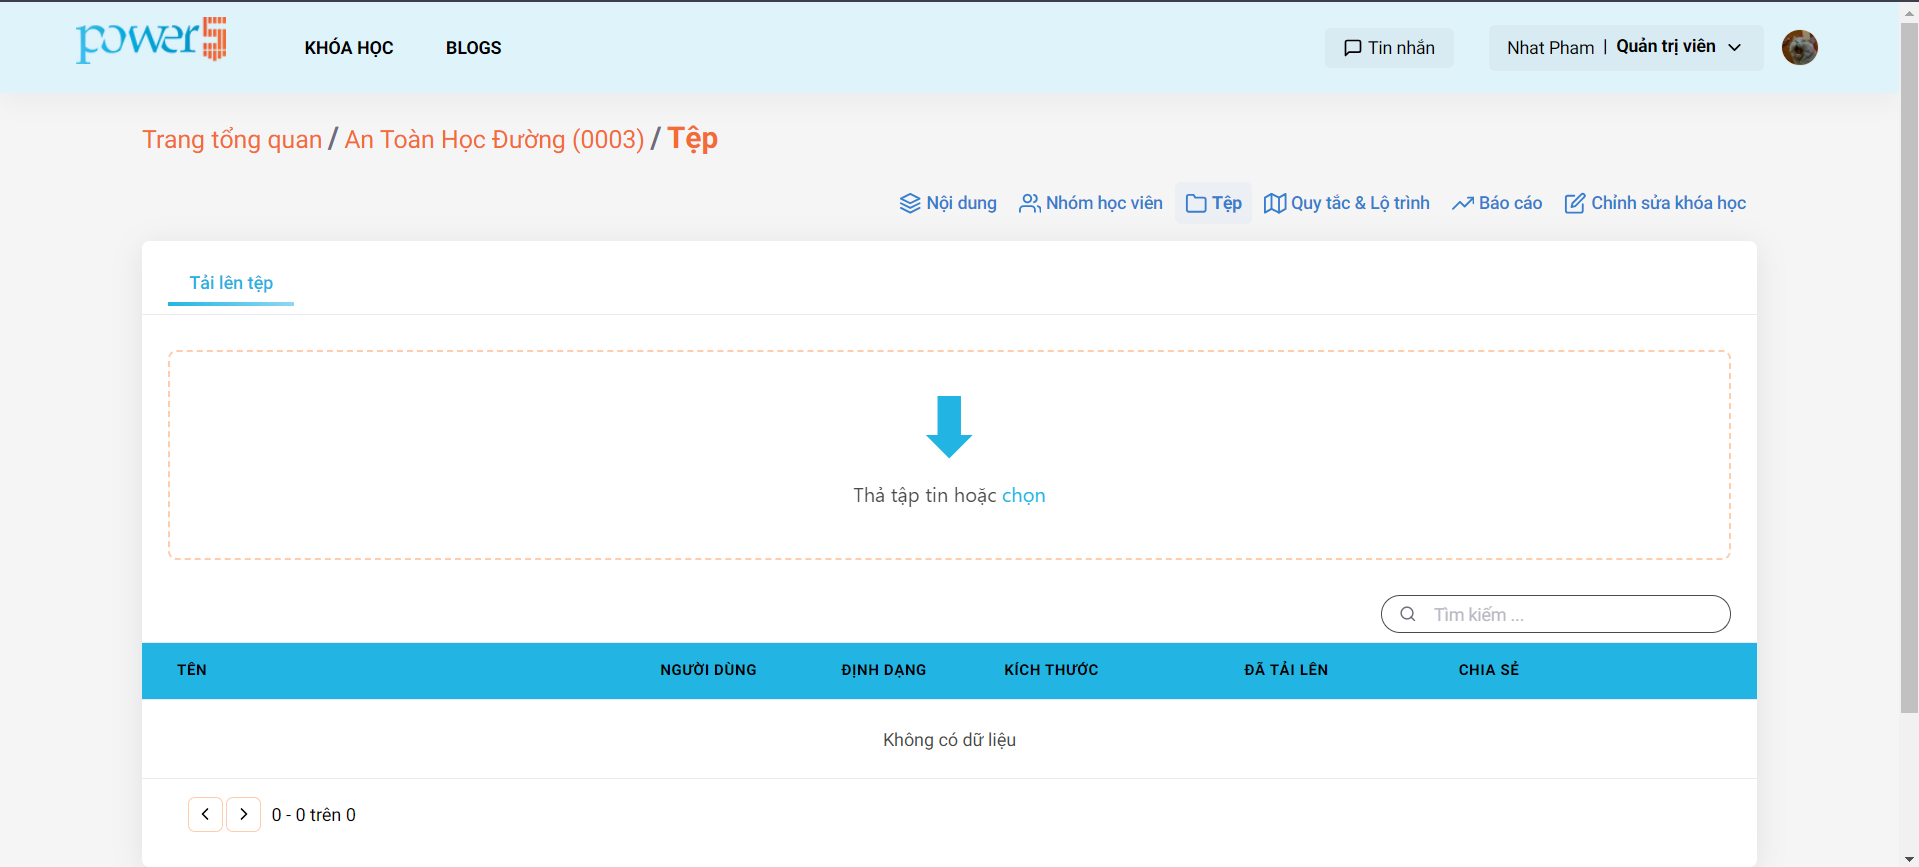 power5
KHÓA HỌC
BLOGS
Tin nhắn
Nhat Pham | Quản trị viên
Trang tổng quan / An Toàn Học Đường (0003) / Tệp
Nội dung
Nhóm học viên
Tệp
Quy tắc & Lộ trình
Báo cáo
Chỉnh sửa khóa học
Tải lên tệp
Thả tập tin hoặc chọn
Tìm kiếm ...
TÊN
NGƯỜI DÙNG
ĐỊNH DẠNG
KÍCH THƯỚC
ĐÃ TẢI LÊN
CHIA SẺ
Không có dữ liệu
0 - 0 trên 0